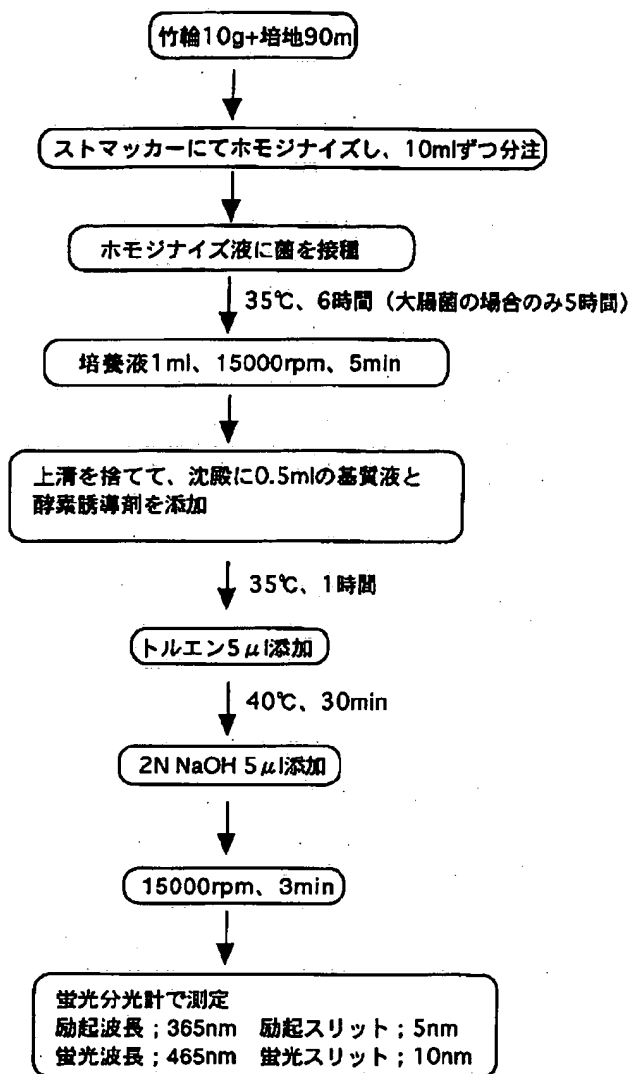 竹輪10g+培地90m
ストマッカーにてホモジナイズし、10mlずつ分注
ホモジナイズ液に菌を接種
35℃、6時間（大腸菌の場合のみ5時間）
培養液1ml、15000rpm、5min
上清を捨てて、沈殿に0.5mlの基質液と
酵素誘導剤を添加
35℃、1時間
トルエン5μl添加
40℃、30min
2N NaOH 5μl添加
15000rpm、3min
蛍光分光計で測定
励起波長；365nm 励起スリット；5nm
蛍光波長；465nm 蛍光スリット；10nm